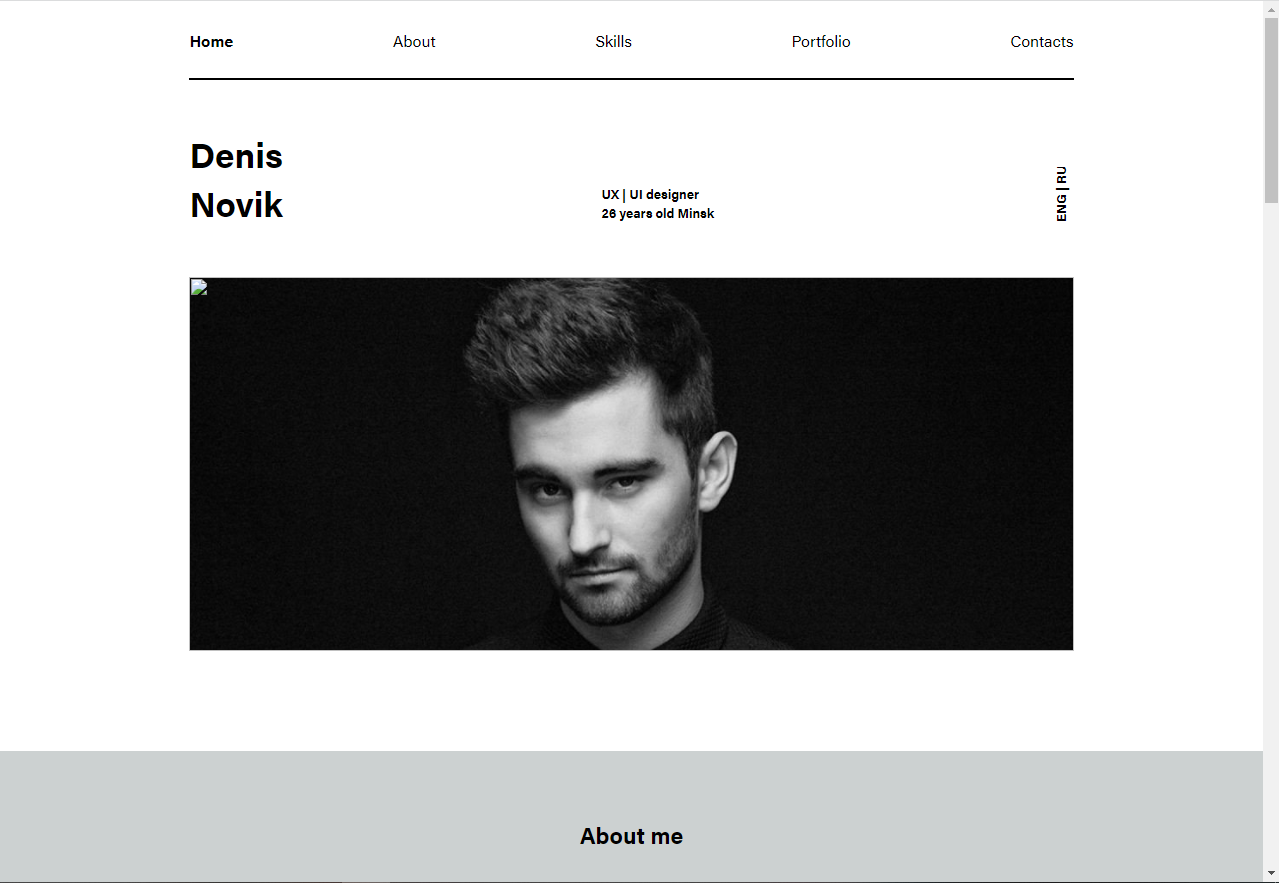 Home About Skills Portfolio Contacts
Denis
Novik
UX | UI designer
26 years old Minsk
ENG | RU
About me